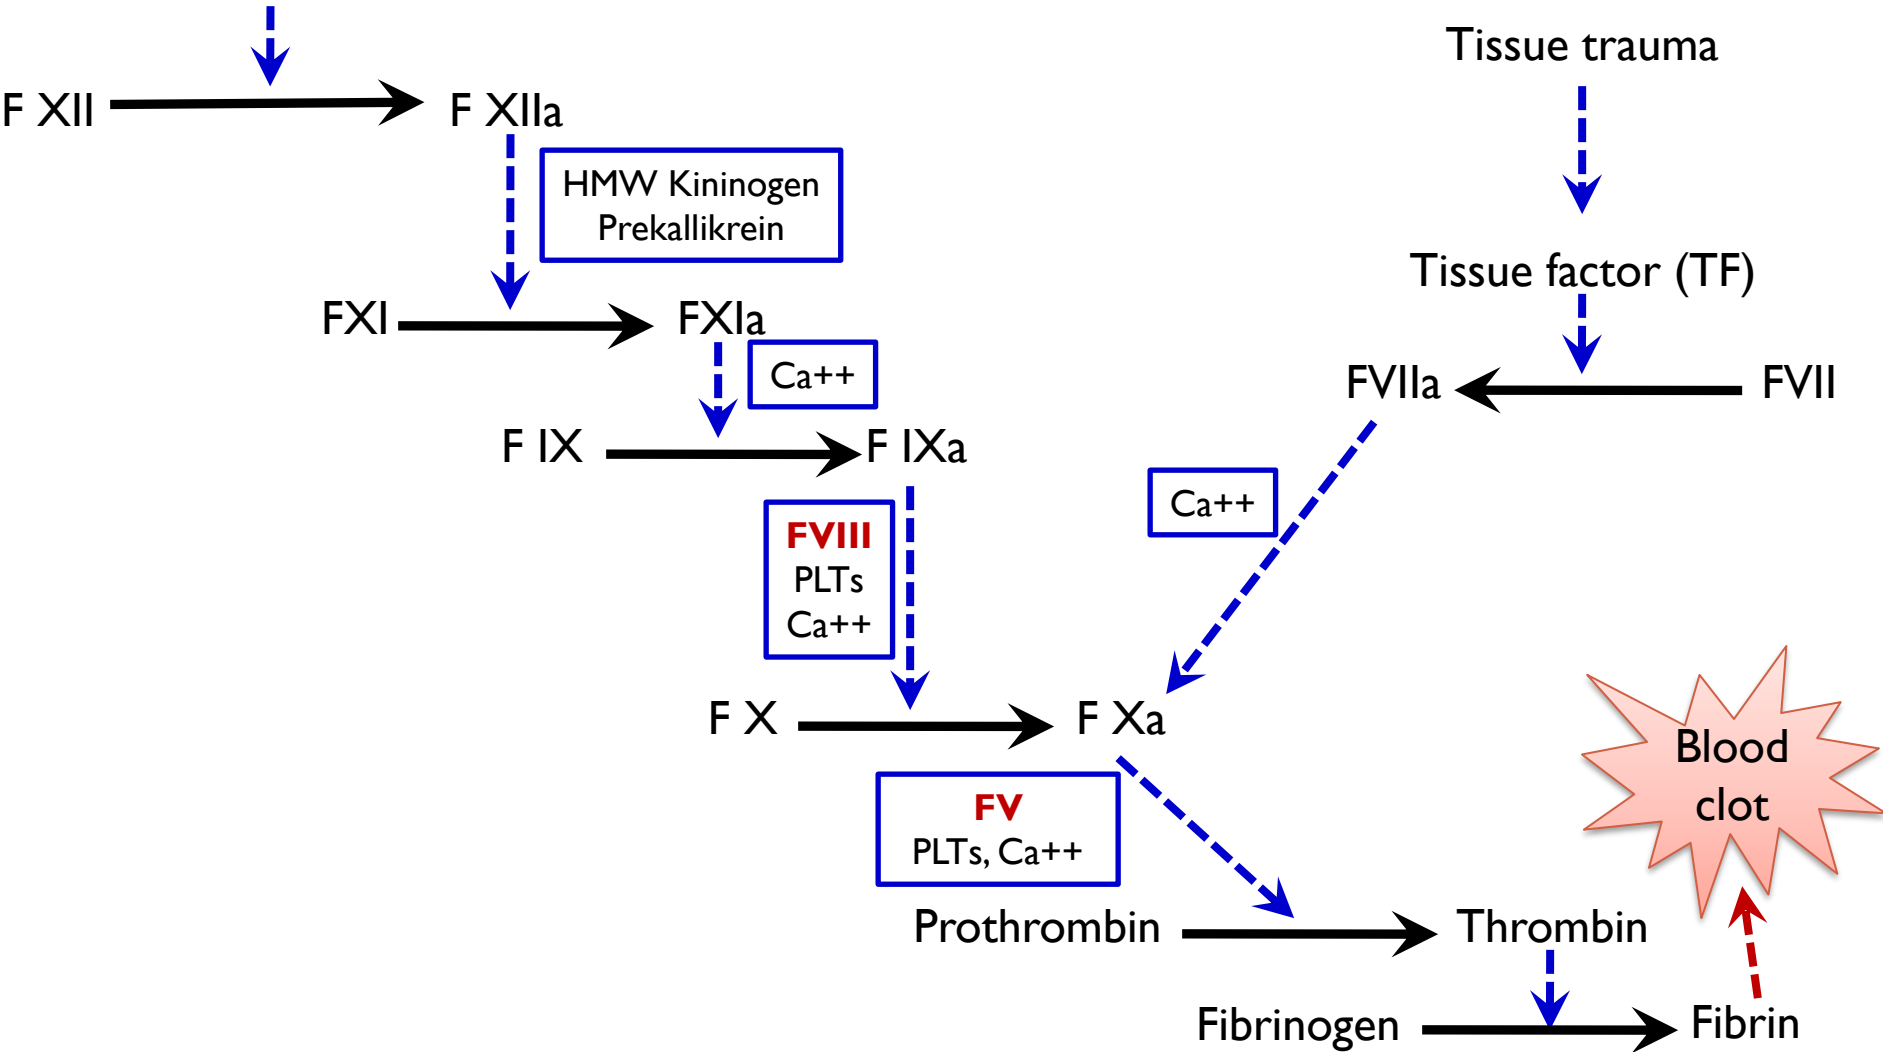 Tissue trauma
F XII
F XIIa
HMW Kininogen
Prekallikrein
Tissue factor (TF)
FXI
FXIa
Ca++
FVIIa
FVII
F IX
F IXa
Ca++
FVIII
PLTs
Ca++
F X
F Xa
Blood
clot
FV
PLTs, Ca++
Prothrombin
Thrombin
Fibrinogen
Fibrin